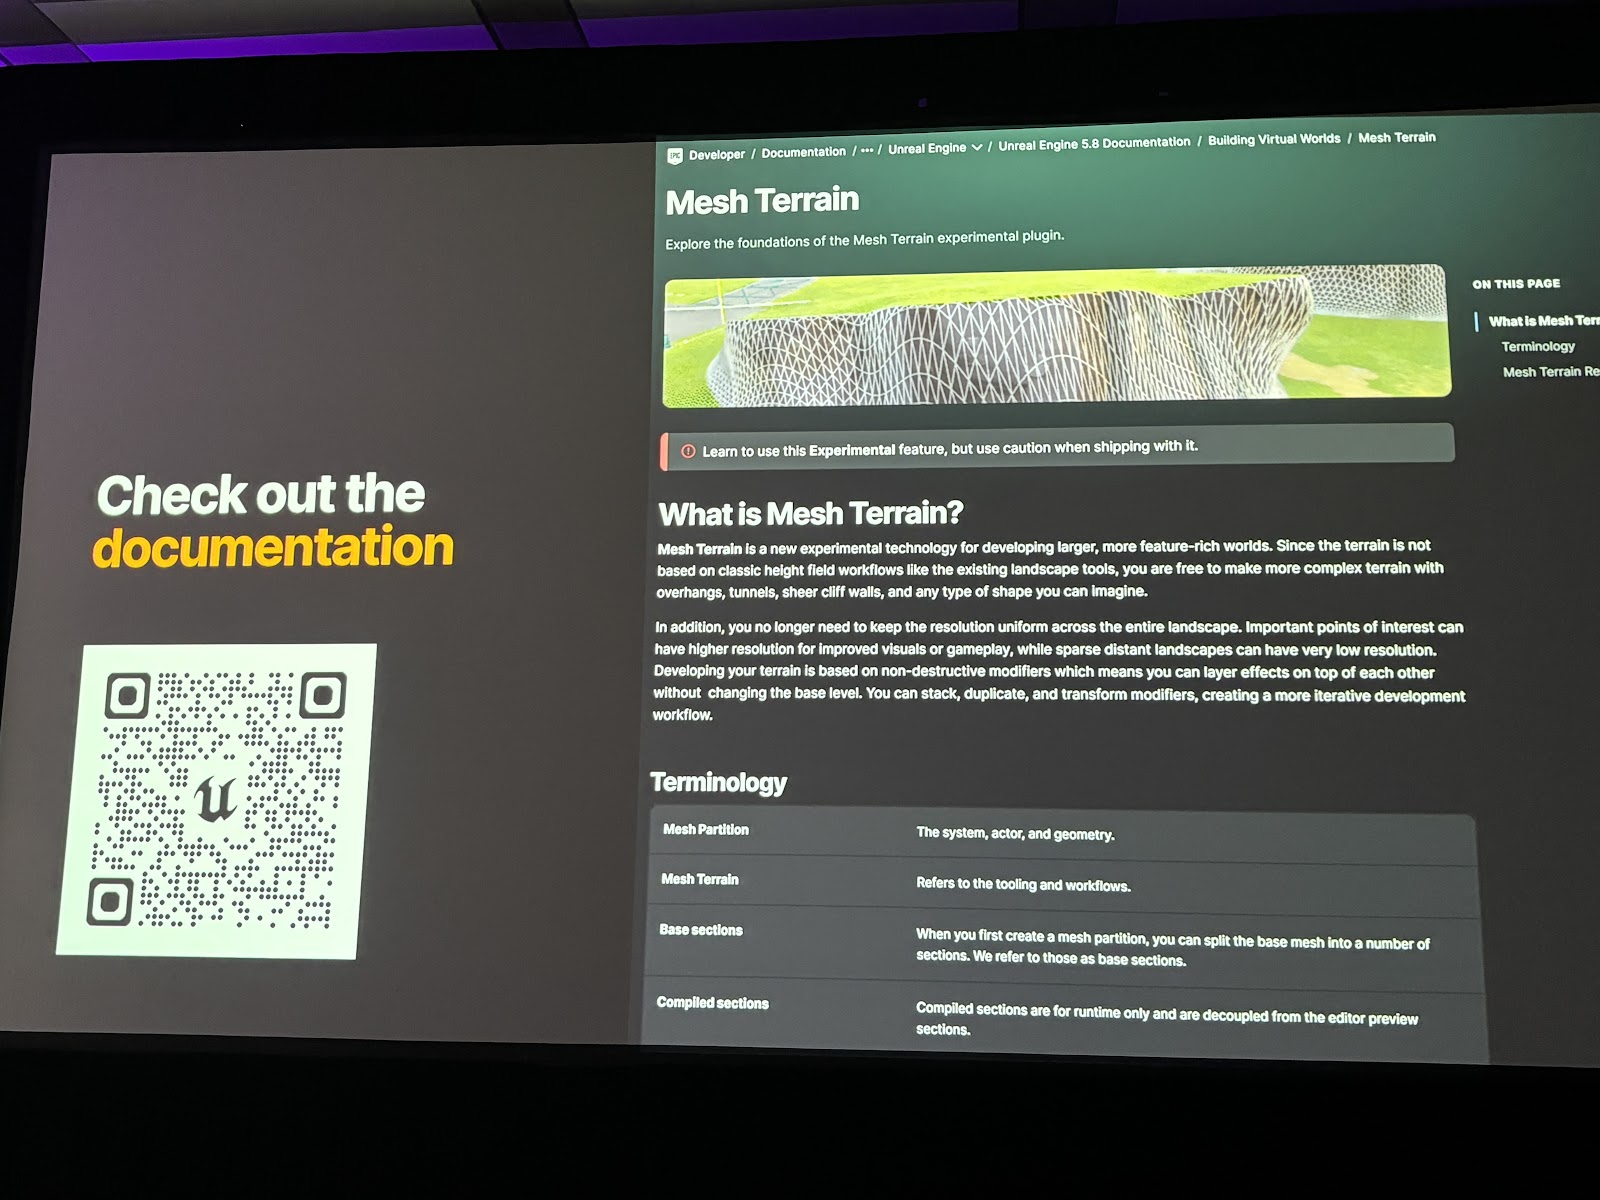 Check out the
documentation
EPIC
Developer / Documentation / ••• / Unreal Engine / Unreal Engine 5.8 Documentation / Building Virtual Worlds / Mesh Terrain
Mesh Terrain
Explore the foundations of the Mesh Terrain experimental plugin.
Learn to use this Experimental feature, but use caution when shipping with it.
What is Mesh Terrain?
Mesh Terrain is a new experimental technology for developing larger, more feature-rich worlds. Since the terrain is not
based on classic height field workflows like the existing landscape tools, you are free to make more complex terrain with
overhangs, tunnels, sheer cliff walls, and any type of shape you can imagine.
In addition, you no longer need to keep the resolution uniform across the entire landscape. Important points of interest can
have higher resolution for improved visuals or gameplay, while sparse distant landscapes can have very low resolution.
Developing your terrain is based on non-destructive modifiers which means you can layer effects on top of each other
without changing the base level. You can stack, duplicate, and transform modifiers, creating a more iterative development
workflow.
Terminology
Mesh Partition The system, actor, and geometry.
Mesh Terrain Refers to the tooling and workflows.
Base sections When you first create a mesh partition, you can split the base mesh into a number of
sections. We refer to those as base sections.
Compiled sections Compiled sections are for runtime only and are decoupled from the editor preview
sections.
ON THIS PAGE
What is Mesh Terr
Terminology
Mesh Terrain Re